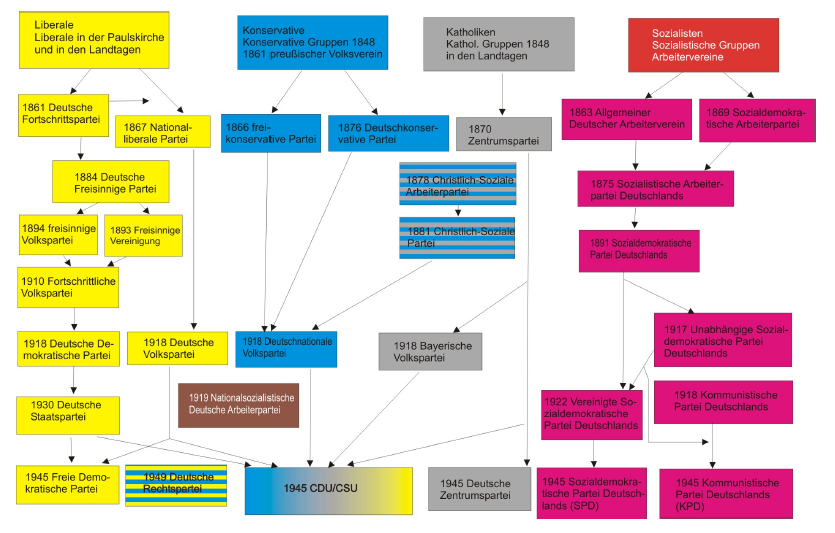 Liberale
Liberale in der Paulskirche
und in den Landtagen
Konservative
Konservative Gruppen 1848
1861 preußischer Volksverein
Katholiken
Kathol. Gruppen 1848
in den Landtagen
Sozialisten
Sozialistische Gruppen
Arbeitervereine
1861 Deutsche
Fortschrittspartei
1867 National-
liberale Partei
1866 frei-
konservative Partei
1876 Deutschkonser-
vative Partei
1870
Zentrumspartei
1863 Allgemeiner
Deutscher Arbeiterverein
1869 Sozialdemokra-
tische Arbeiterpartei
1884 Deutsche
Freisinnige Partei
1878 Christlich-Soziale
Arbeiterpartei
1875 Sozialistische Arbeiter-
partei Deutschlands
1894 freisinnige
Volkspartei
1893 Freisinnige
Vereinigung
1881 Christlich-Soziale
Partei
1891 Sozialdemokratische
Partei Deutschlands
1910 Fortschrittliche
Volkspartei
1918 Deutsche De-
mokratische Partei
1918 Deutsche
Volkspartei
1918 Deutschnationale
Volkspartei
1918 Bayerische
Volkspartei
1917 Unabhängige Sozial-
demokratische Partei
Deutschlands
1919 Nationalsozialistische
Deutsche Arbeiterpartei
1930 Deutsche
Staatspartei
1922 Vereinigte So-
zialdemokratische
Partei Deutschlands
1918 Kommunistische
Partei Deutschlands
1945 Freie Demo-
kratische Partei
1949 Deutsche
Rechtspartei
1945 CDU/CSU
1945 Deutsche
Zentrumspartei
1945 Sozialdemokra-
tische Partei Deutsch-
lands (SPD)
1945 Kommunistische
Partei Deutschlands
(KPD)